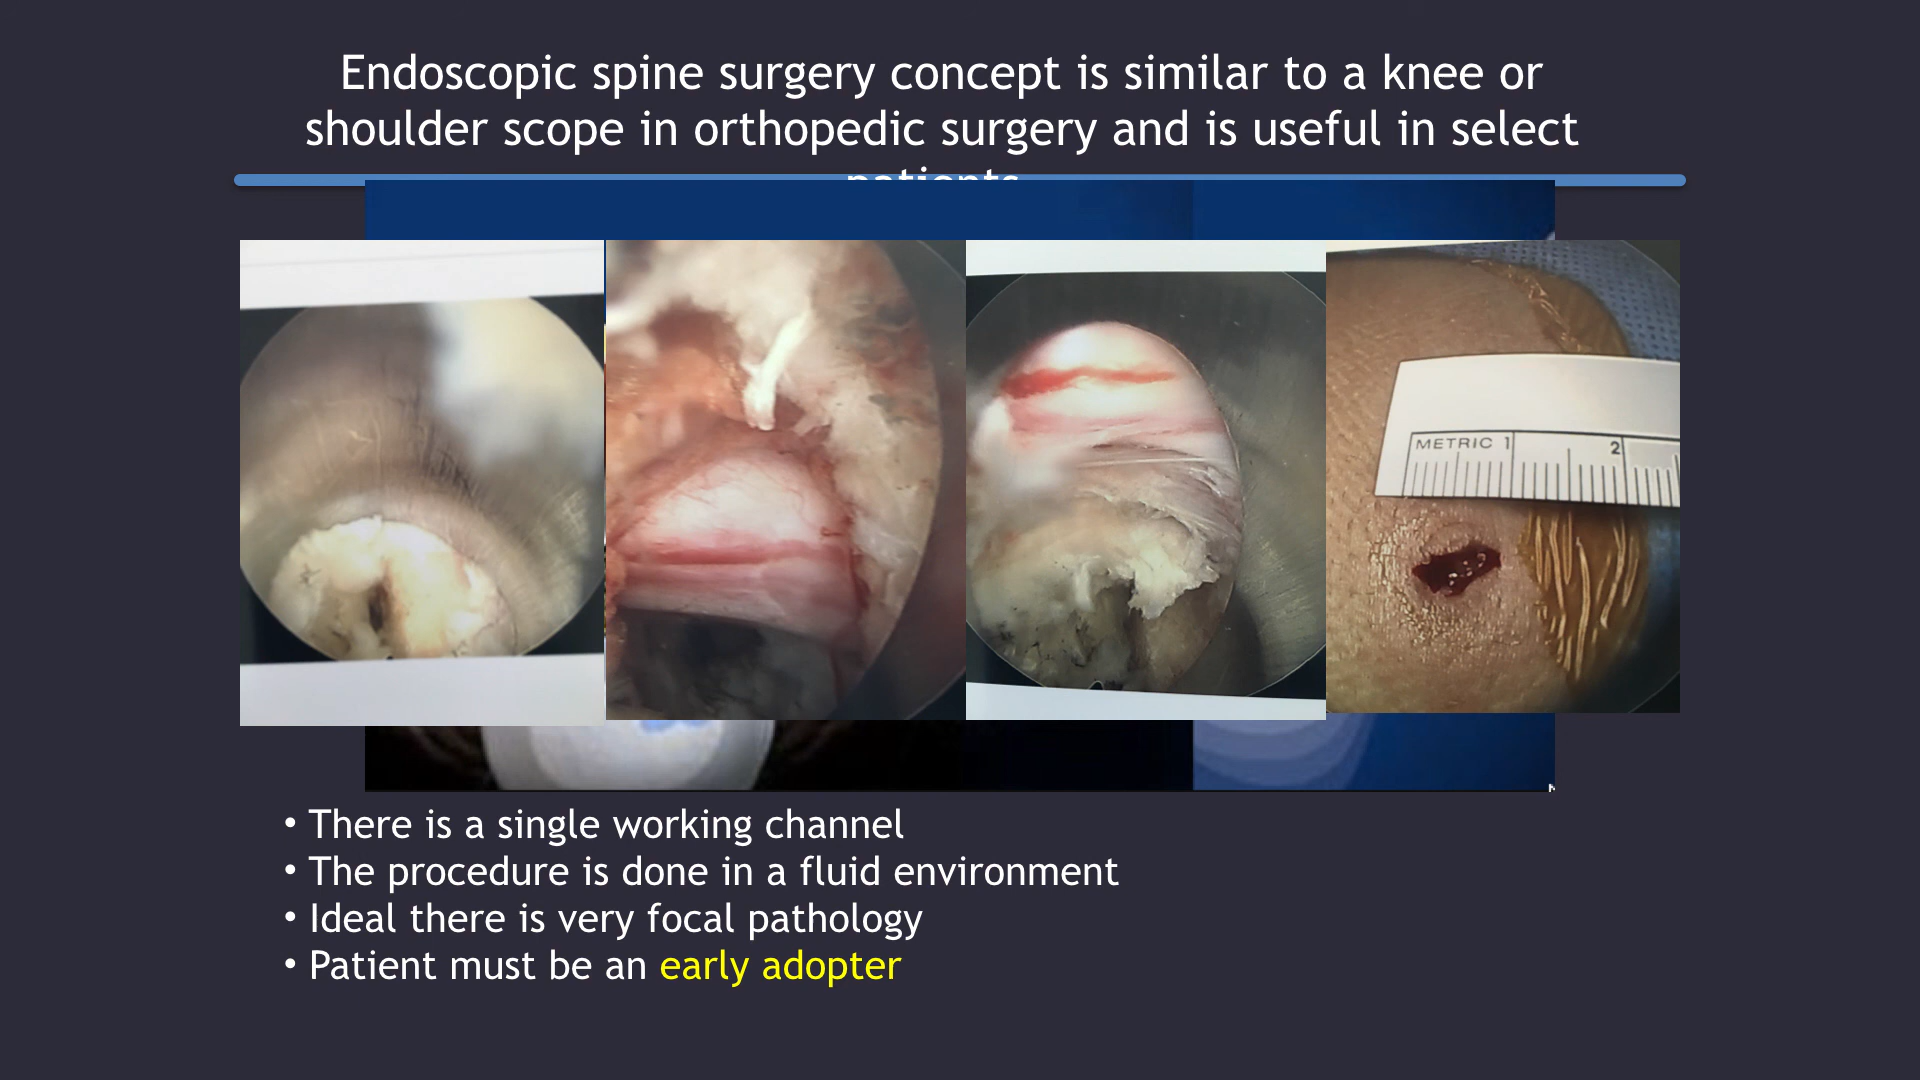 Endoscopic spine surgery concept is similar to a knee or
shoulder scope in orthopedic surgery and is useful in select
patients
METRIC 1 2
• There is a single working channel
• The procedure is done in a fluid environment
• Ideal there is very focal pathology
• Patient must be an early adopter